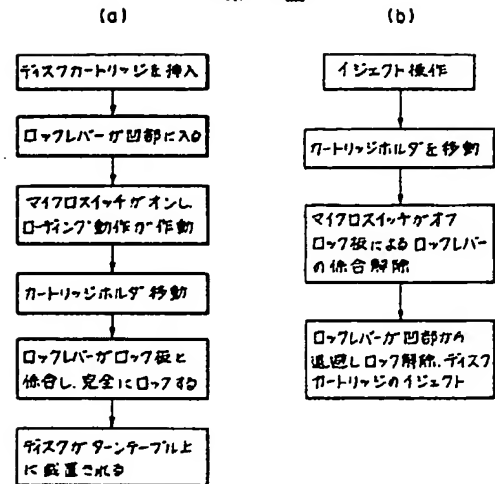 (a)
ディスクカートリッジを挿入
ロックレバーが凹部に入る
マイクロスイッチがオンし
ローディング動作が作動
カートリッジホルダ移動
ロックレバーがロック板と
係合し、完全にロックする
ディスクがターンテーブル上
に載置される
(b)
イジェクト操作
カートリッジホルダを移動
マイクロスイッチがオフ
ロック板によるロックレバー
の係合解除
ロックレバーが凹部から
退避しロック解除、ディスク
カートリッジのイジェクト